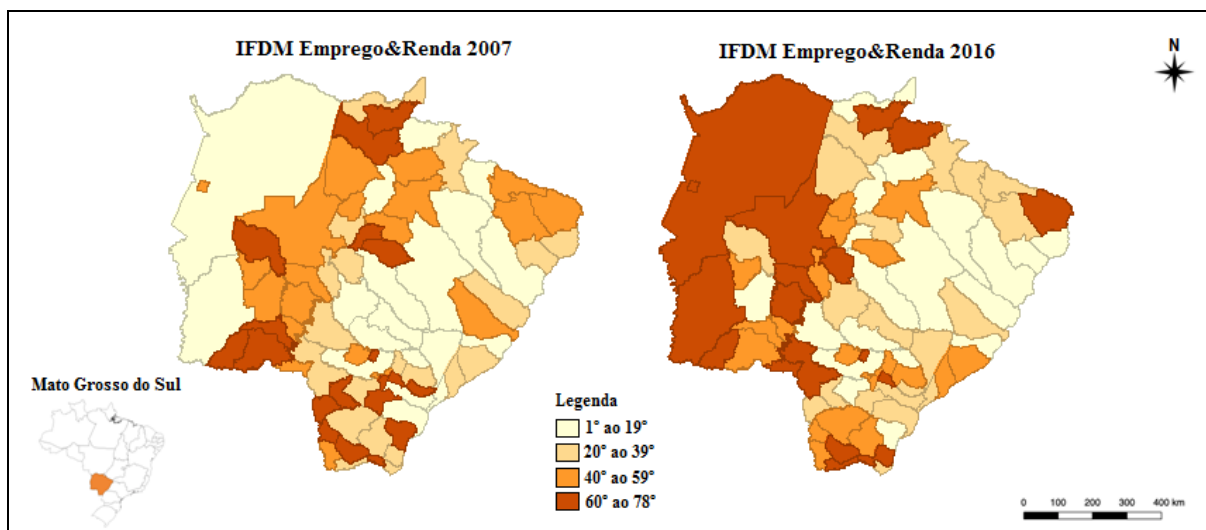 IFDM Emprego&Renda 2007
IFDM Emprego&Renda 2016
N
Mato Grosso do Sul
Legenda
1° ao 19°
20° ao 39°
40° ao 59°
60° ao 78°
0 100 200 300 400 km